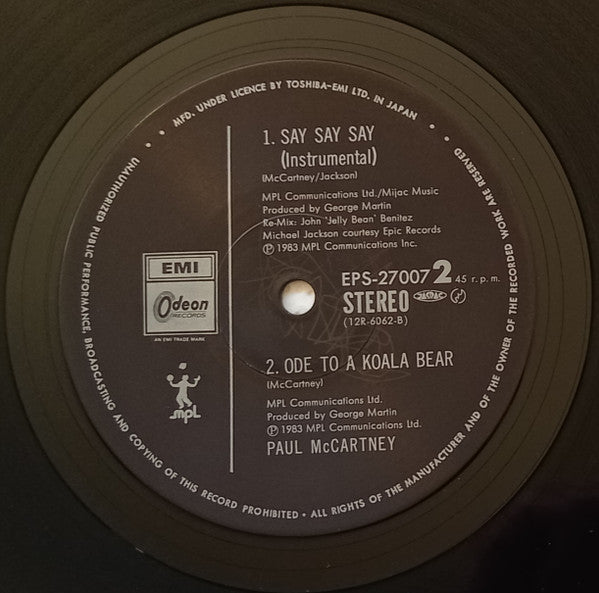 • MFD. UNDER LICENCE BY TOSHIBA-EMI LTD. IN JAPAN •
1. SAY SAY SAY
(Instrumental)
(McCartney/Jackson)
MPL Communications Ltd./Mijac Music
Produced by George Martin
Re-Mix: John 'Jelly Bean' Benitez
Michael Jackson courtesy Epic Records
℗ 1983 MPL Communications Inc.
EMI
Odeon
RECORDS
AN EMI TRADE MARK
mpl
EPS-27007 2 45 r.p.m.
STEREO JASRAC
(12R-6062-B)
2. ODE TO A KOALA BEAR
(McCartney)
MPL Communications Ltd.
Produced by George Martin
℗ 1983 MPL Communications Ltd.
PAUL McCARTNEY
• UNAUTHORIZED PUBLIC PERFORMANCE, BROADCASTING AND COPYING OF THIS RECORD PROHIBITED • ALL RIGHTS OF THE MANUFACTURER AND OF THE OWNER OF THE RECORDED WORK ARE RESERVED •